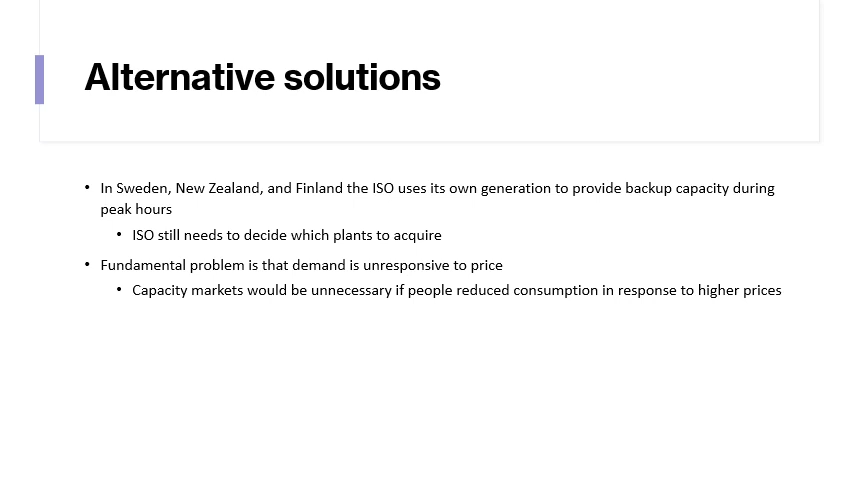 Alternative solutions
• In Sweden, New Zealand, and Finland the ISO uses its own generation to provide backup capacity during
peak hours
• ISO still needs to decide which plants to acquire
• Fundamental problem is that demand is unresponsive to price
• Capacity markets would be unnecessary if people reduced consumption in response to higher prices